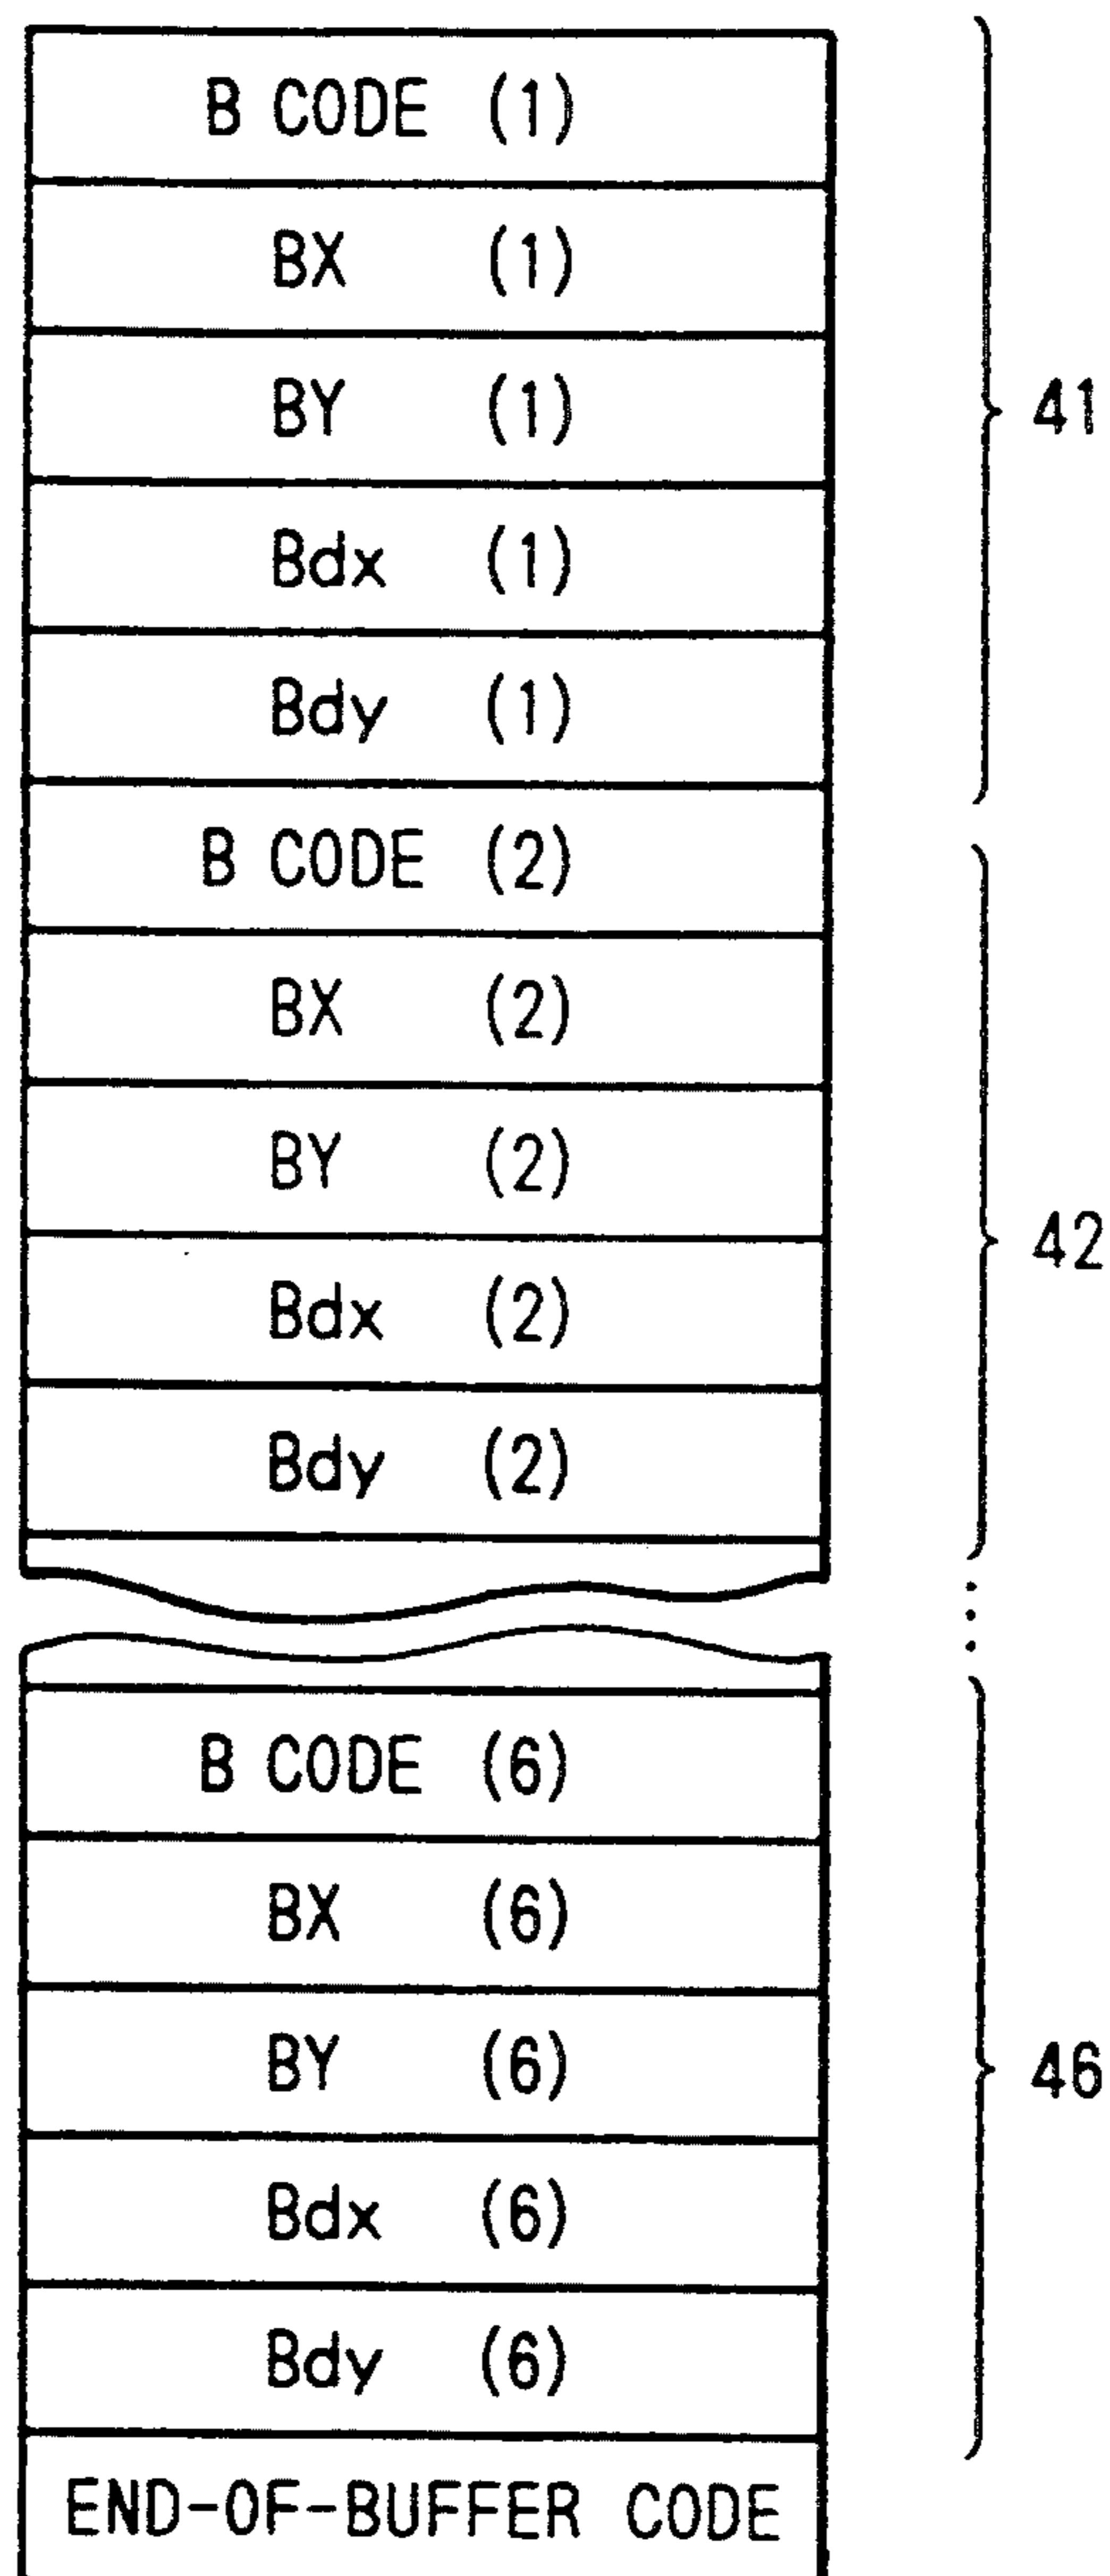 B CODE (1)
BX (1)
BY (1)
41
Bdx (1)
Bdy (1)
B CODE (2)
BX (2)
BY (2)
42
Bdx (2)
Bdy (2)
B CODE (6)
BX (6)
BY (6)
46
Bdx (6)
Bdy (6)
END-OF-BUFFER CODE